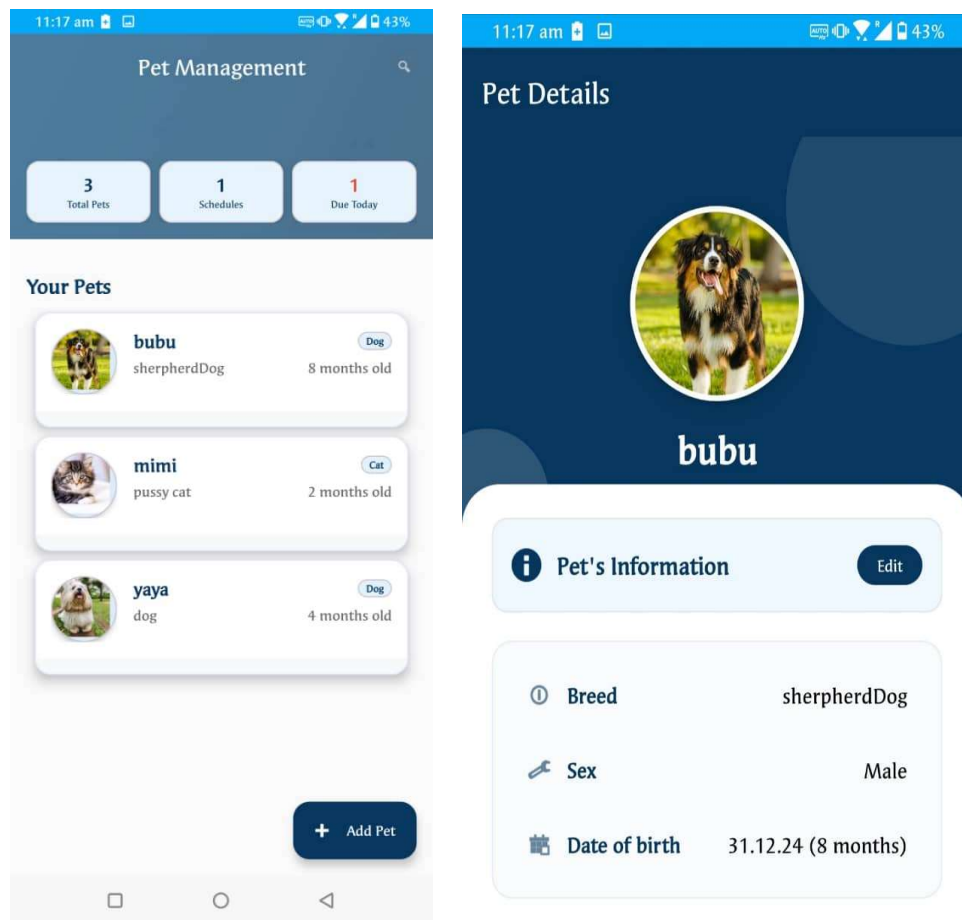 11:17 am 43%
Pet Management
3 1 1
Total Pets Schedules Due Today
Your Pets
bubu Dog
sherpherdDog 8 months old
mimi Cat
pussy cat 2 months old
yaya Dog
dog 4 months old
+ Add Pet
11:17 am R 43%
Pet Details
bubu
Pet's Information Edit
Breed sherpherdDog
Sex Male
Date of birth 31.12.24 (8 months)